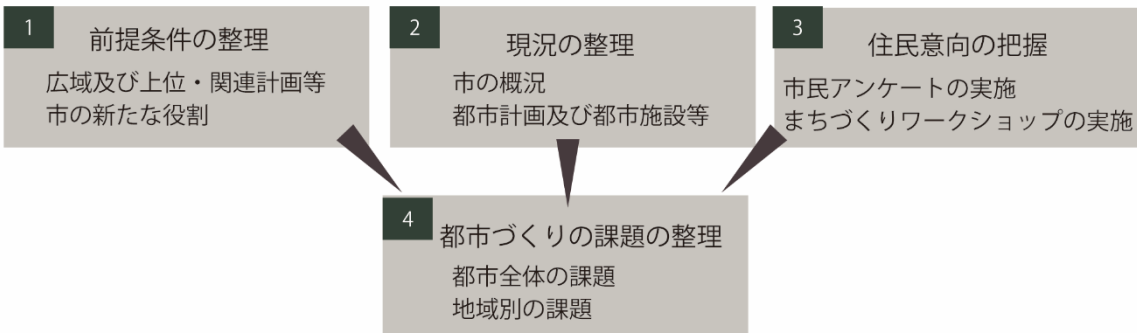 1
前提条件の整理
広域及び上位・関連計画等
市の新たな役割
2
現況の整理
市の概況
都市計画及び都市施設等
3
住民意向の把握
市民アンケートの実施
まちづくりワークショップの実施
4
都市づくりの課題の整理
都市全体の課題
地域別の課題